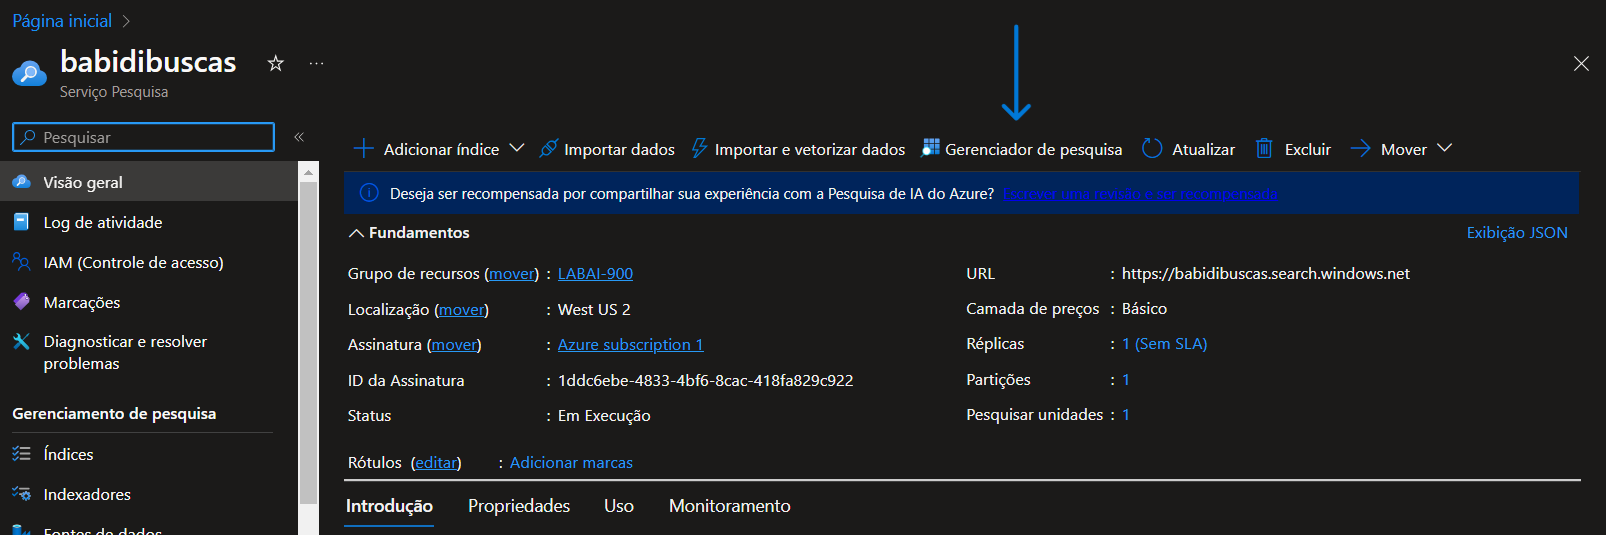 Página inicial >
babidibuscas
Serviço Pesquisa
Pesquisar
Visão geral
Log de atividade
IAM (Controle de acesso)
Marcações
Diagnosticar e resolver
problemas
Gerenciamento de pesquisa
Índices
Indexadores
Fontes de dados
Adicionar índice Importar dados Importar e vetorizar dados Gerenciador de pesquisa Atualizar Excluir Mover
Deseja ser recompensada por compartilhar sua experiência com a Pesquisa de IA do Azure? Escrever uma revisão e ser recompensada
Fundamentos Exibição JSON
Grupo de recursos (mover) : LABAI-900
Localização (mover) : West US 2
Assinatura (mover) : Azure subscription 1
ID da Assinatura : 1ddc6ebe-4833-4bf6-8cac-418fa829c922
Status : Em Execução
URL : https://babidibuscas.search.windows.net
Camada de preços : Básico
Réplicas : 1 (Sem SLA)
Partições : 1
Pesquisar unidades : 1
Rótulos (editar) : Adicionar marcas
Introdução Propriedades Uso Monitoramento